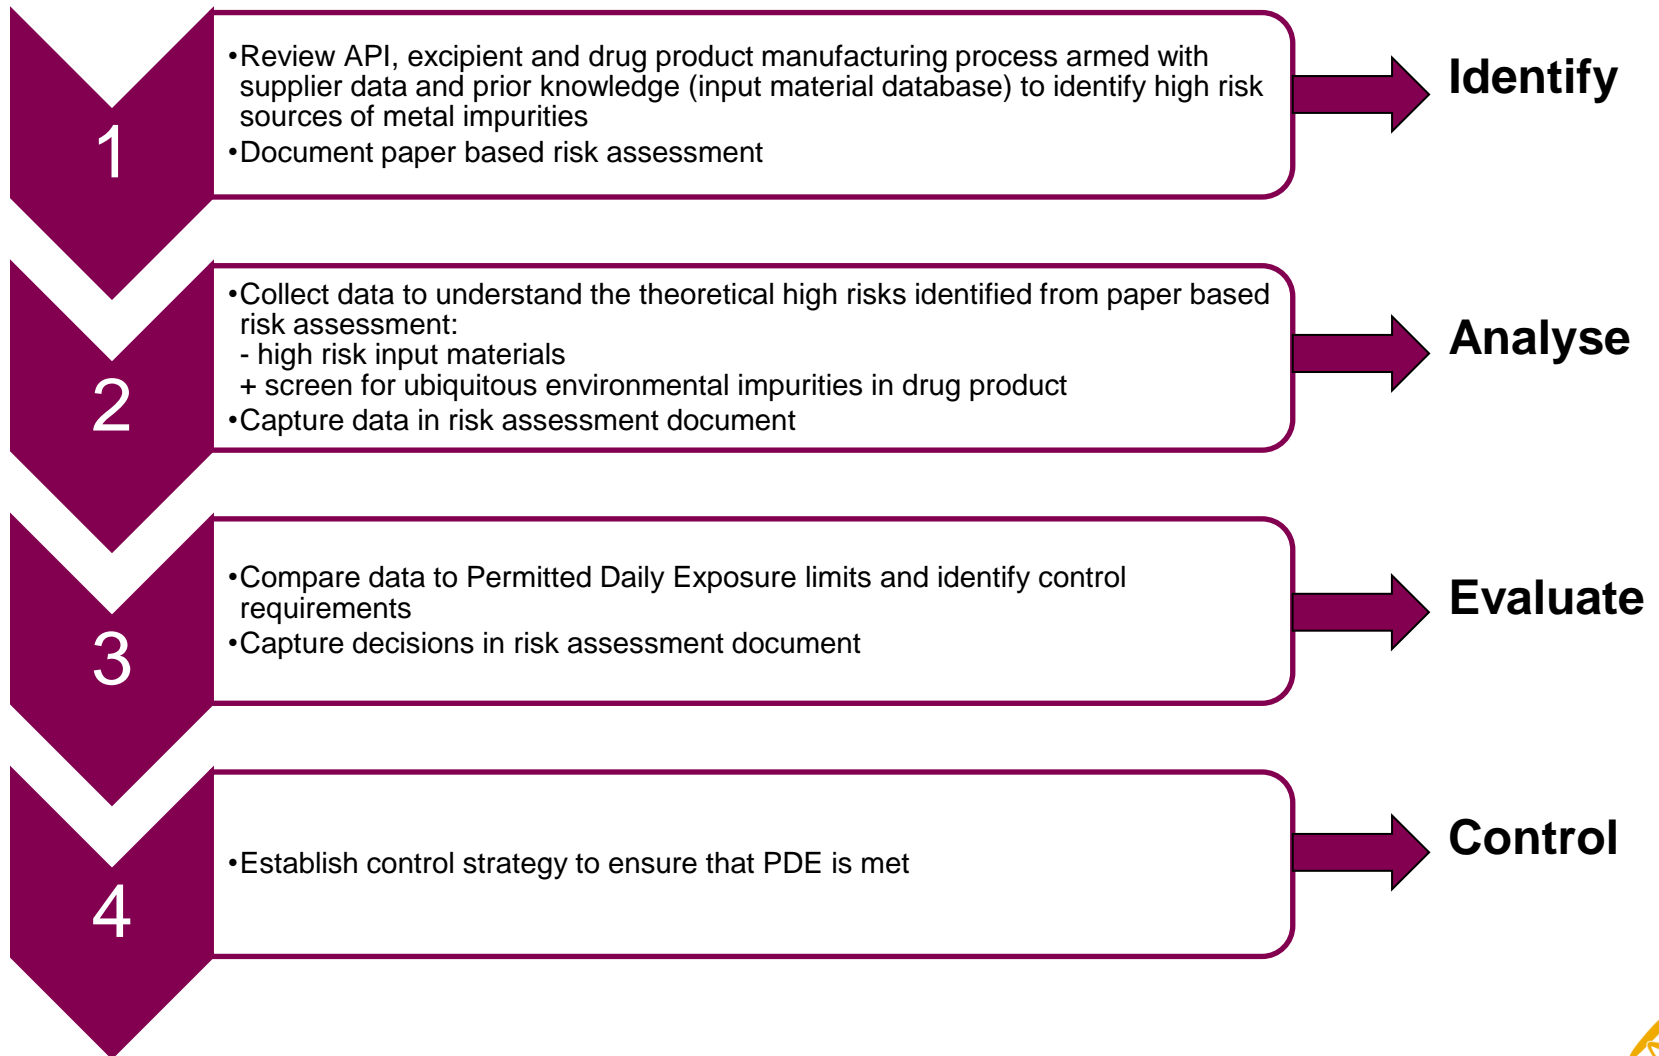 1
•Review API, excipient and drug product manufacturing process armed with
supplier data and prior knowledge (input material database) to identify high risk
sources of metal impurities
•Document paper based risk assessment
Identify
2
•Collect data to understand the theoretical high risks identified from paper based
risk assessment:
- high risk input materials
+ screen for ubiquitous environmental impurities in drug product
•Capture data in risk assessment document
Analyse
3
•Compare data to Permitted Daily Exposure limits and identify control
requirements
•Capture decisions in risk assessment document
Evaluate
4
•Establish control strategy to ensure that PDE is met
Control